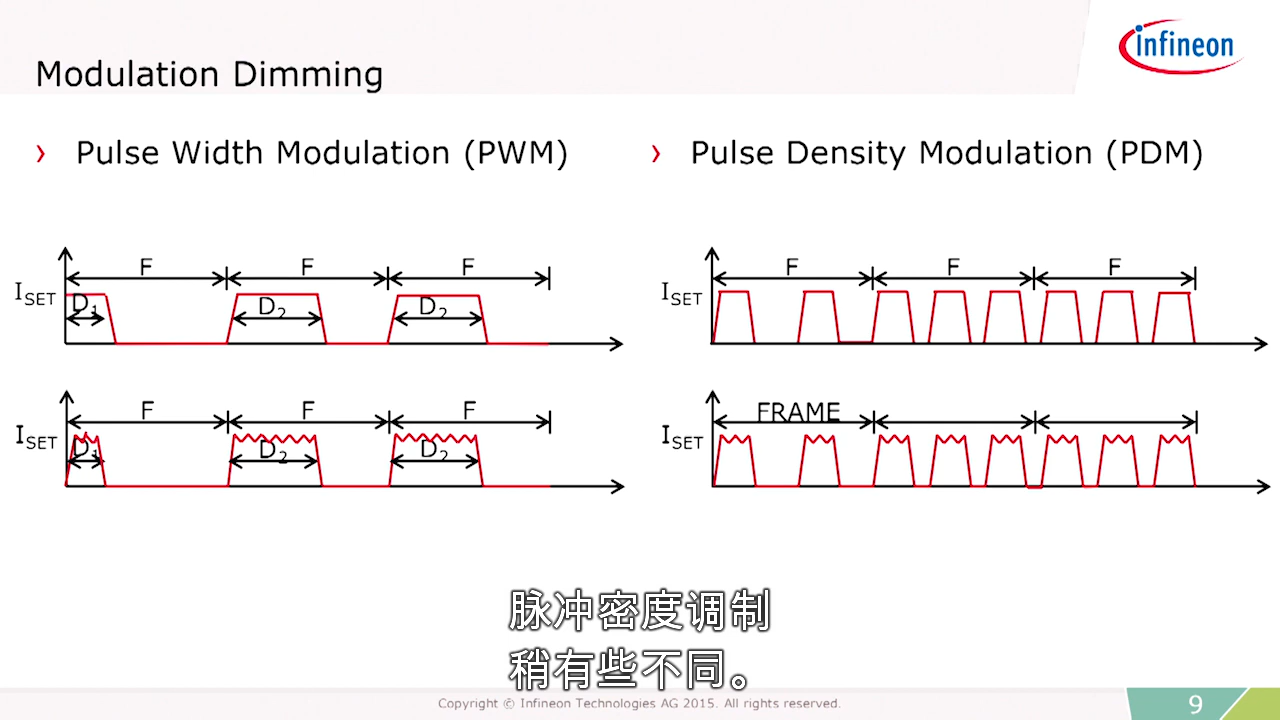 infineon
Modulation Dimming
› Pulse Width Modulation (PWM)
› Pulse Density Modulation (PDM)
F F F
I_SET
D₁ D₂ D₂
F F F
I_SET
D₁ D₂ D₂
F F F
I_SET
FRAME
I_SET
脉冲密度调制
稍有些不同。
Copyright © Infineon Technologies AG 2015. All rights reserved.
9